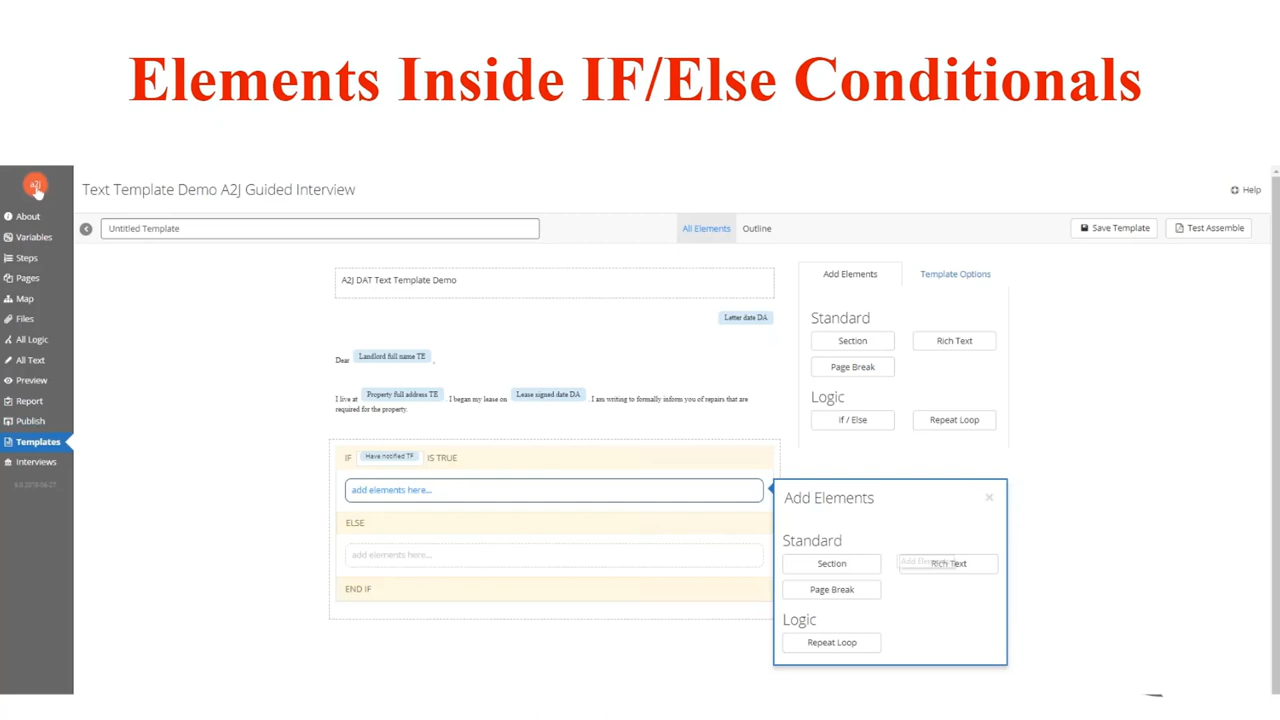 Elements Inside IF/Else Conditionals
a2j
Text Template Demo A2J Guided Interview
Help
About
Variables
Steps
Pages
Map
Files
All Logic
All Text
Preview
Report
Publish
Templates
Interviews
Untitled Template
All Elements
Outline
Save Template
Test Assemble
A2J DAT Text Template Demo
Letter date DA
Dear Landlord full name TE ,
I live at Property full address TE . I began my lease on Lease signed date DA . I am writing to formally inform you of repairs that are
required for the property.
IF Have notified TF IS TRUE
add elements here...
ELSE
add elements here...
END IF
Add Elements
Template Options
Standard
Section
Rich Text
Page Break
Logic
If / Else
Repeat Loop
Add Elements
×
Standard
Section
Rich Text
Page Break
Logic
Repeat Loop